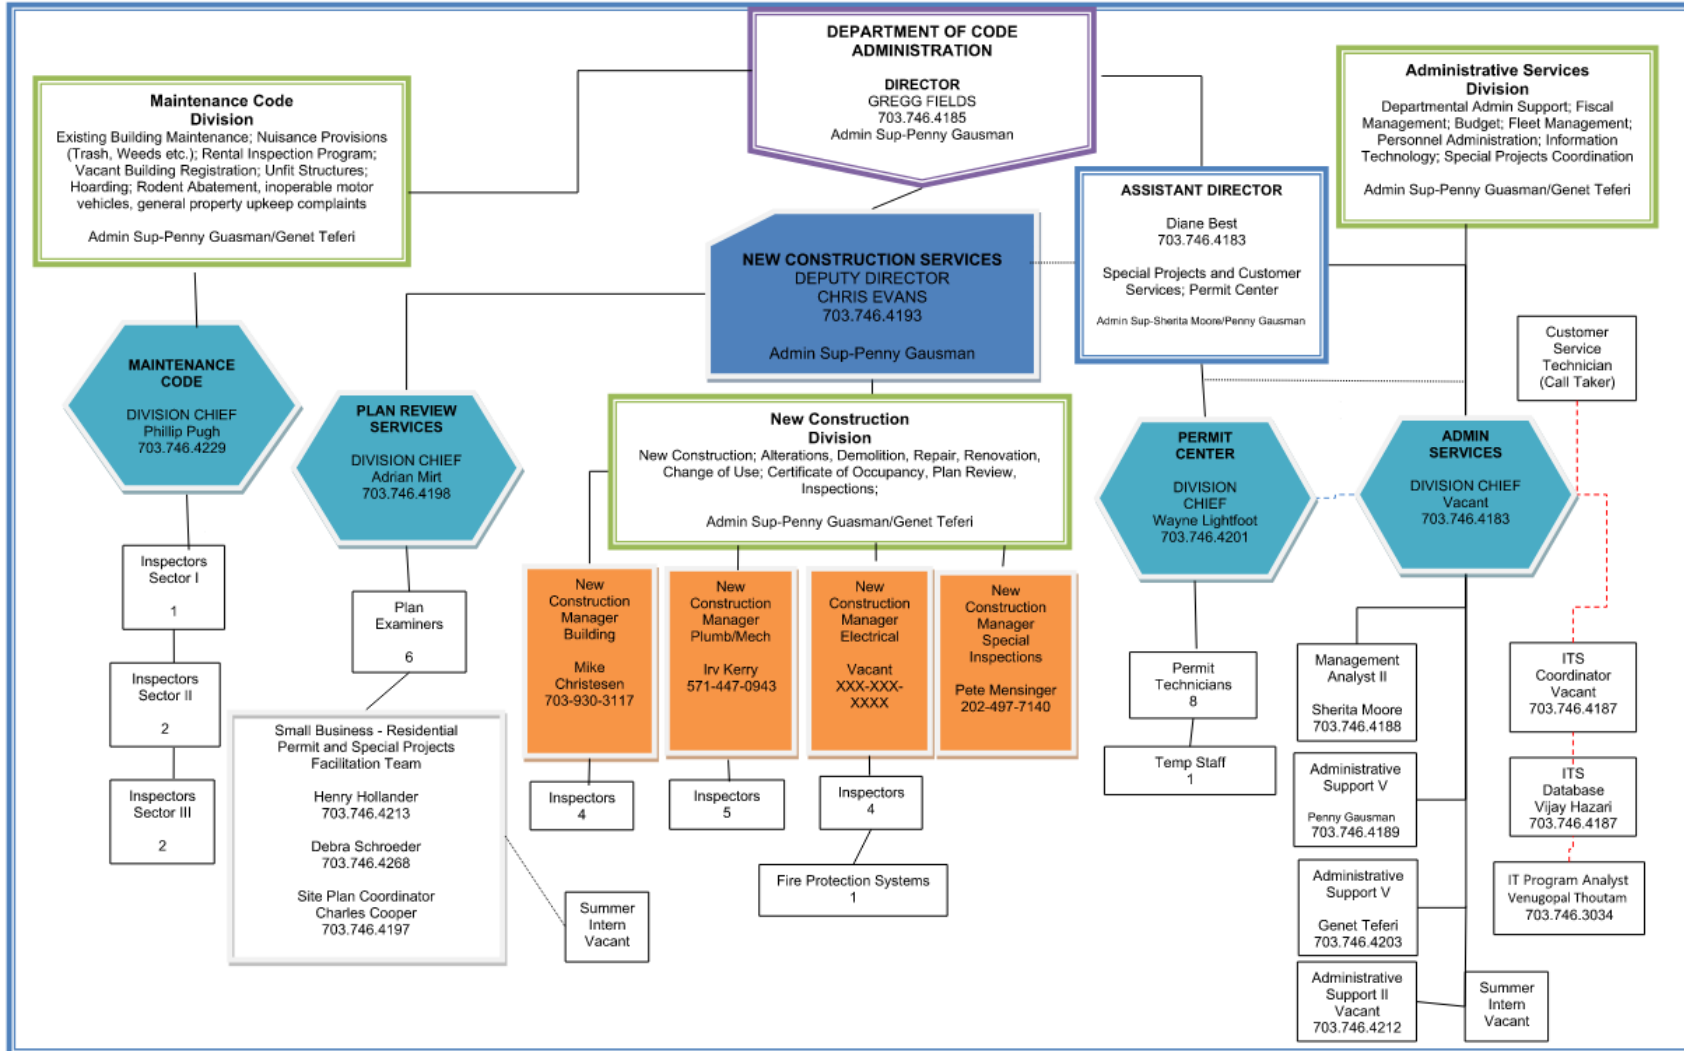 DEPARTMENT OF CODE
ADMINISTRATION
DIRECTOR
GREGG FIELDS
703.746.4185
Admin Sup-Penny Gausman
Maintenance Code
Division
Existing Building Maintenance; Nuisance Provisions
(Trash, Weeds etc.); Rental Inspection Program;
Vacant Building Registration; Unfit Structures;
Hoarding; Rodent Abatement, inoperable motor
vehicles, general property upkeep complaints
Admin Sup-Penny Guasman/Genet Teferi
Administrative Services
Division
Departmental Admin Support; Fiscal
Management; Budget; Fleet Management;
Personnel Administration; Information
Technology; Special Projects Coordination
Admin Sup-Penny Guasman/Genet Teferi
ASSISTANT DIRECTOR
Diane Best
703.746.4183
Special Projects and Customer
Services; Permit Center
Admin Sup-Sherita Moore/Penny Gausman
NEW CONSTRUCTION SERVICES
DEPUTY DIRECTOR
CHRIS EVANS
703.746.4193
Admin Sup-Penny Gausman
Customer
Service
Technician
(Call Taker)
MAINTENANCE
CODE
DIVISION CHIEF
Phillip Pugh
703.746.4229
PLAN REVIEW
SERVICES
DIVISION CHIEF
Adrian Mirt
703.746.4198
New Construction
Division
New Construction; Alterations, Demolition, Repair, Renovation,
Change of Use; Certificate of Occupancy, Plan Review,
Inspections;
Admin Sup-Penny Guasman/Genet Teferi
PERMIT
CENTER
DIVISION
CHIEF
Wayne Lightfoot
703.746.4201
ADMIN
SERVICES
DIVISION CHIEF
Vacant
703.746.4183
Inspectors
Sector I
1
Inspectors
Sector II
2
Inspectors
Sector III
2
Plan
Examiners
6
Small Business - Residential
Permit and Special Projects
Facilitation Team
Henry Hollander
703.746.4213
Debra Schroeder
703.746.4268
Site Plan Coordinator
Charles Cooper
703.746.4197
Summer
Intern
Vacant
New
Construction
Manager
Building
Mike
Christesen
703-930-3117
New
Construction
Manager
Plumb/Mech
Irv Kerry
571-447-0943
New
Construction
Manager
Electrical
Vacant
XXX-XXX-
XXXX
New
Construction
Manager
Special
Inspections
Pete Mensinger
202-497-7140
Inspectors
4
Inspectors
5
Inspectors
4
Fire Protection Systems
1
Permit
Technicians
8
Temp Staff
1
Management
Analyst II
Sherita Moore
703.746.4188
Administrative
Support V
Penny Gausman
703.746.4189
Administrative
Support V
Genet Teferi
703.746.4203
Administrative
Support II
Vacant
703.746.4212
Summer
Intern
Vacant
ITS
Coordinator
Vacant
703.746.4187
ITS
Database
Vijay Hazari
703.746.4187
IT Program Analyst
Venugopal Thoutam
703.746.3034